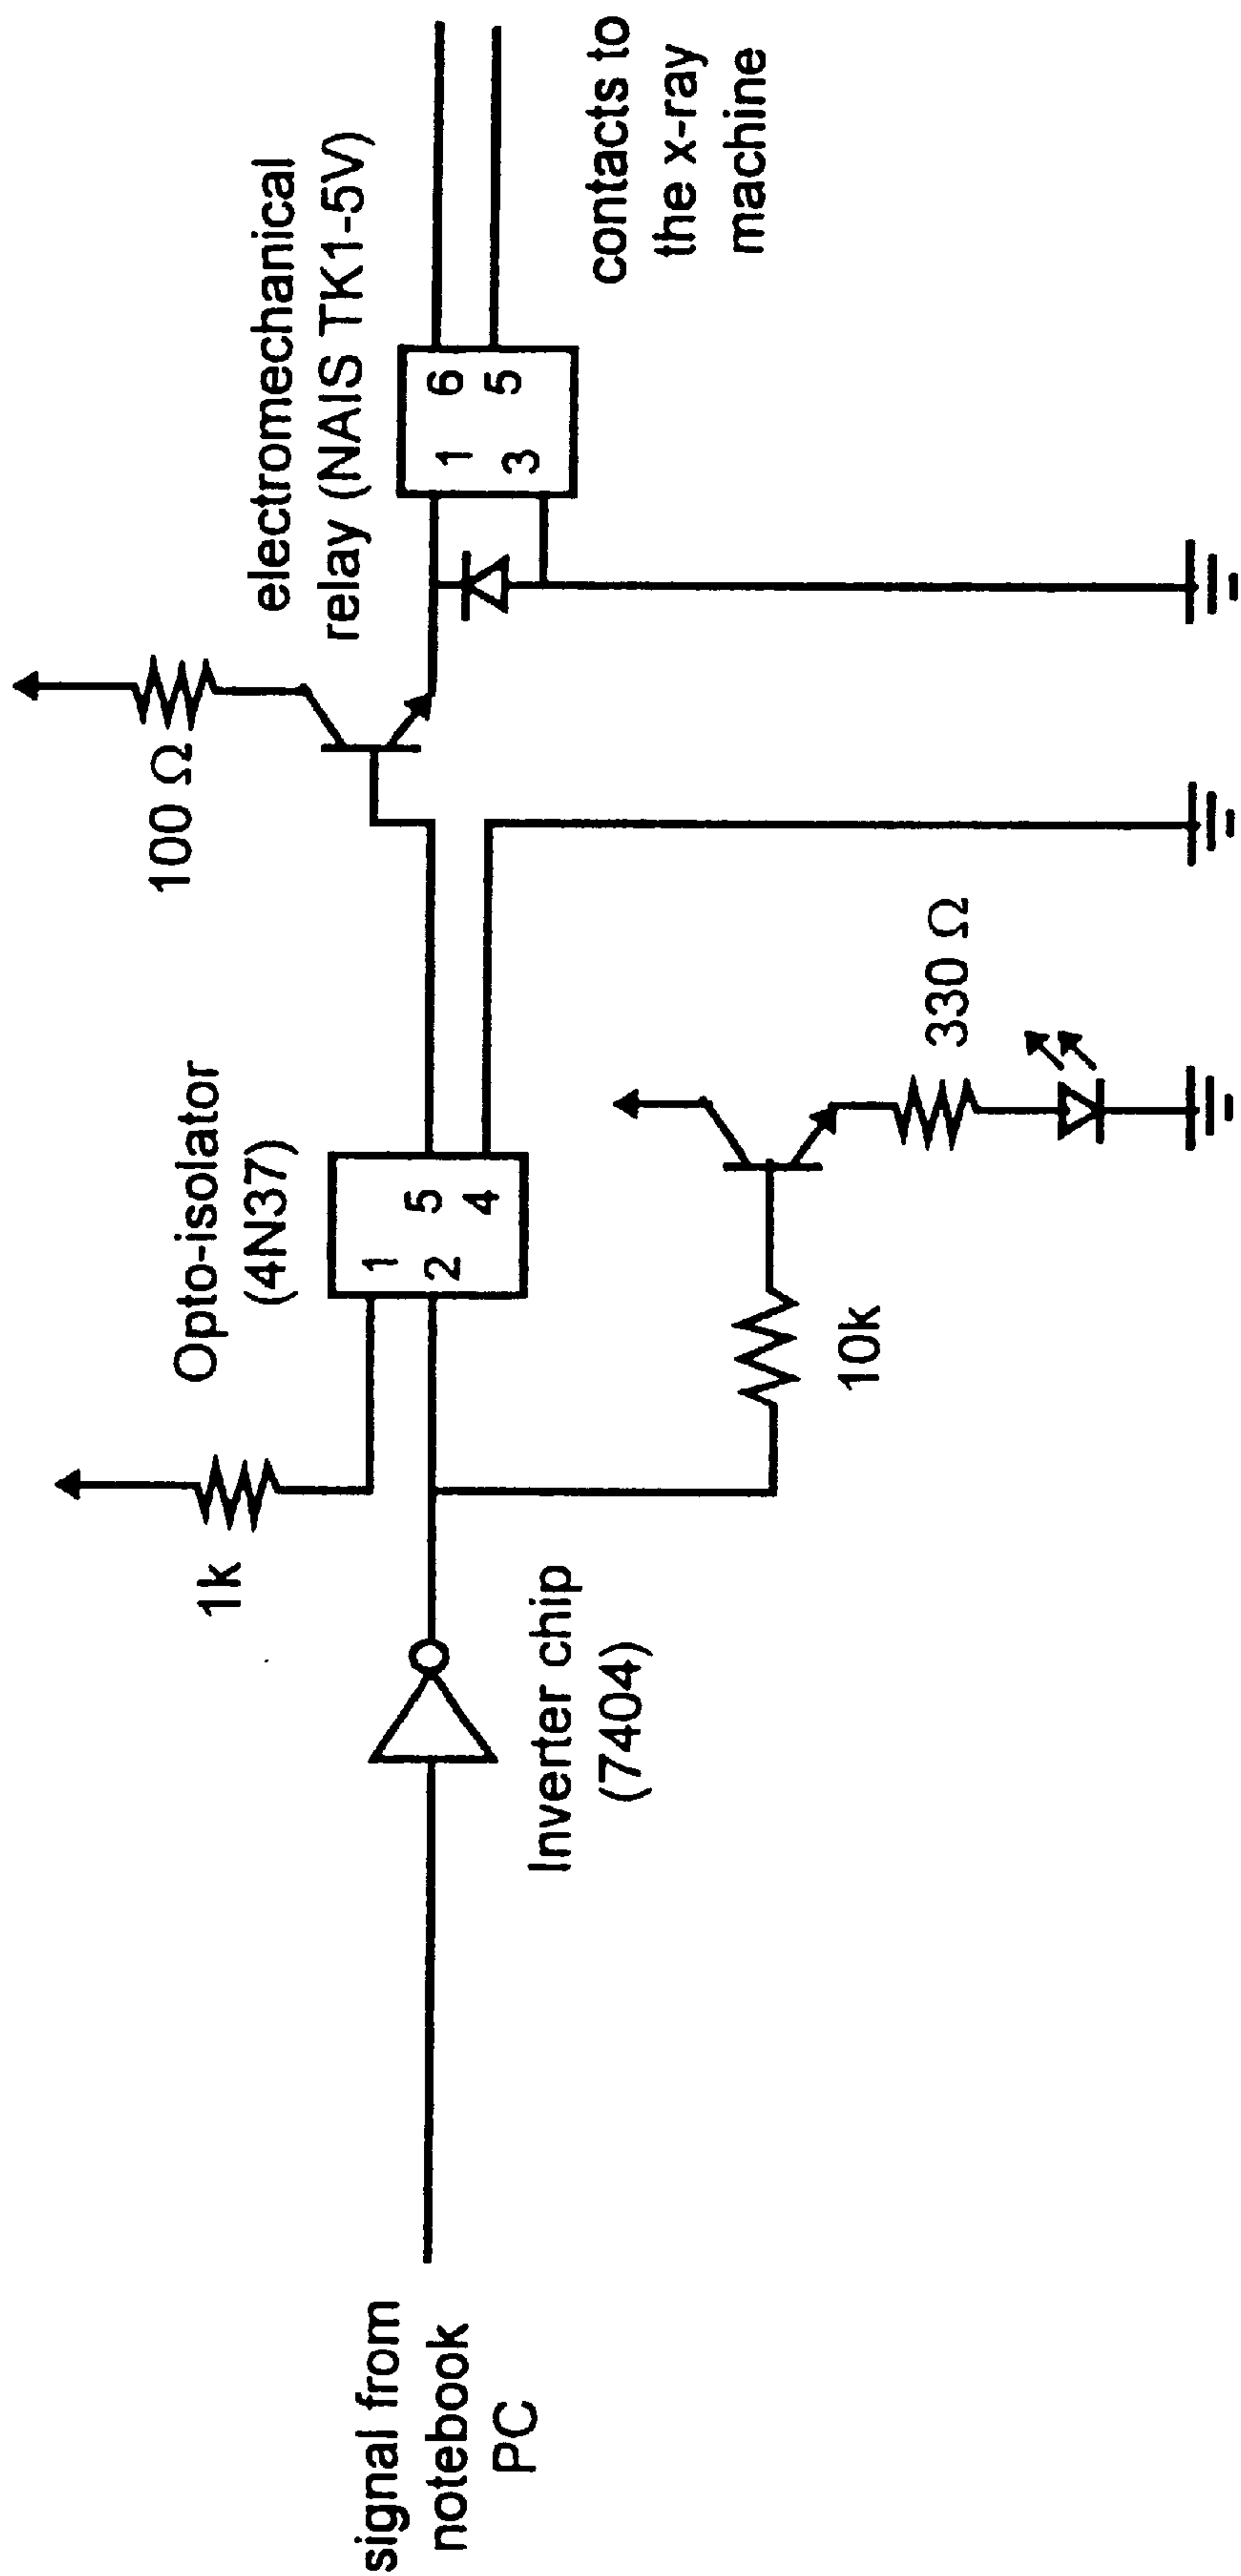 signal from
notebook
PC
Inverter chip
(7404)
1k
Opto-isolator
(4N37)
1
2
5
4
10k
330 Ω
100 Ω
electromechanical
relay (NAIS TK1-5V)
1
6
3
5
contacts to
the x-ray
machine